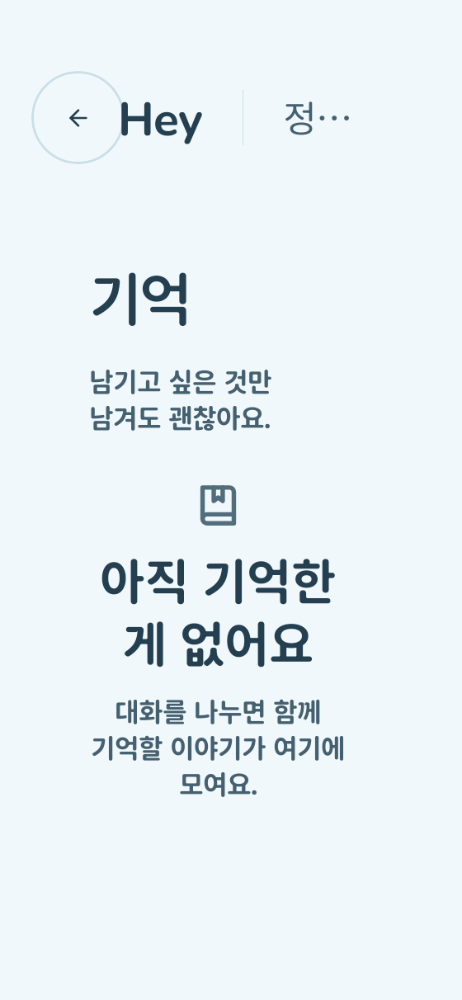 Hey
정…
기억
남기고 싶은 것만
남겨도 괜찮아요.
아직 기억한
게 없어요
대화를 나누면 함께
기억할 이야기가 여기에
모여요.